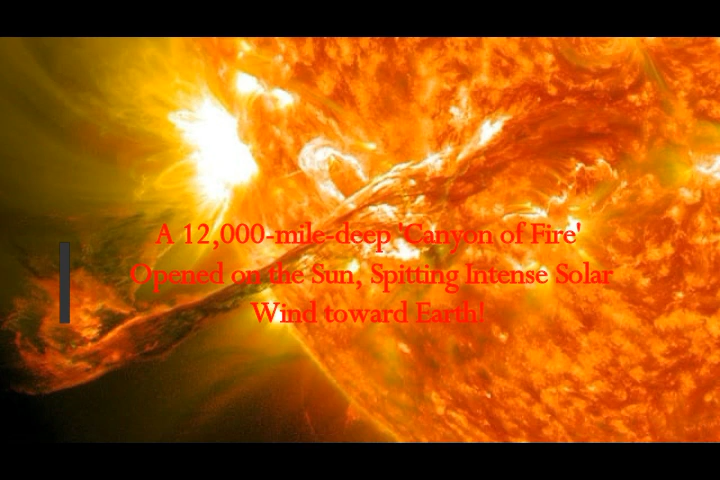 A 12,000-mile-deep 'Canyon of Fire'
Opened on the Sun, Spitting Intense Solar
Wind toward Earth!